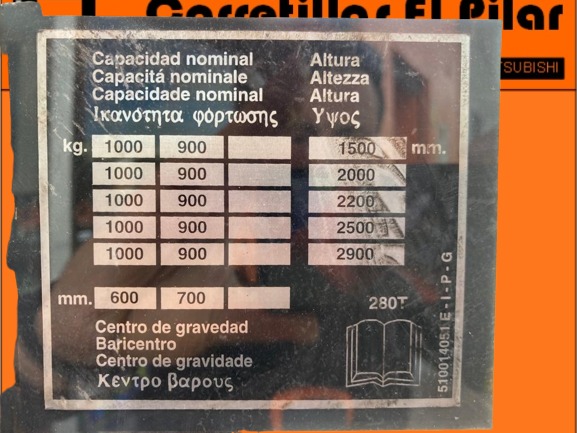 Carretillas El Pilar
TSUBISHI
Capacidad nominal Altura
Capacitá nominale Altezza
Capacidade nominal Altura
Ικανότητα φόρτωσης Υψος
kg. 1000 900 1500 mm.
1000 900 2000
1000 900 2200
1000 900 2500
1000 900 2900
mm. 600 700 280T
Centro de gravedad
Baricentro
Centro de gravidade
Κεντρο βαρους
510014051 E - I - P - G